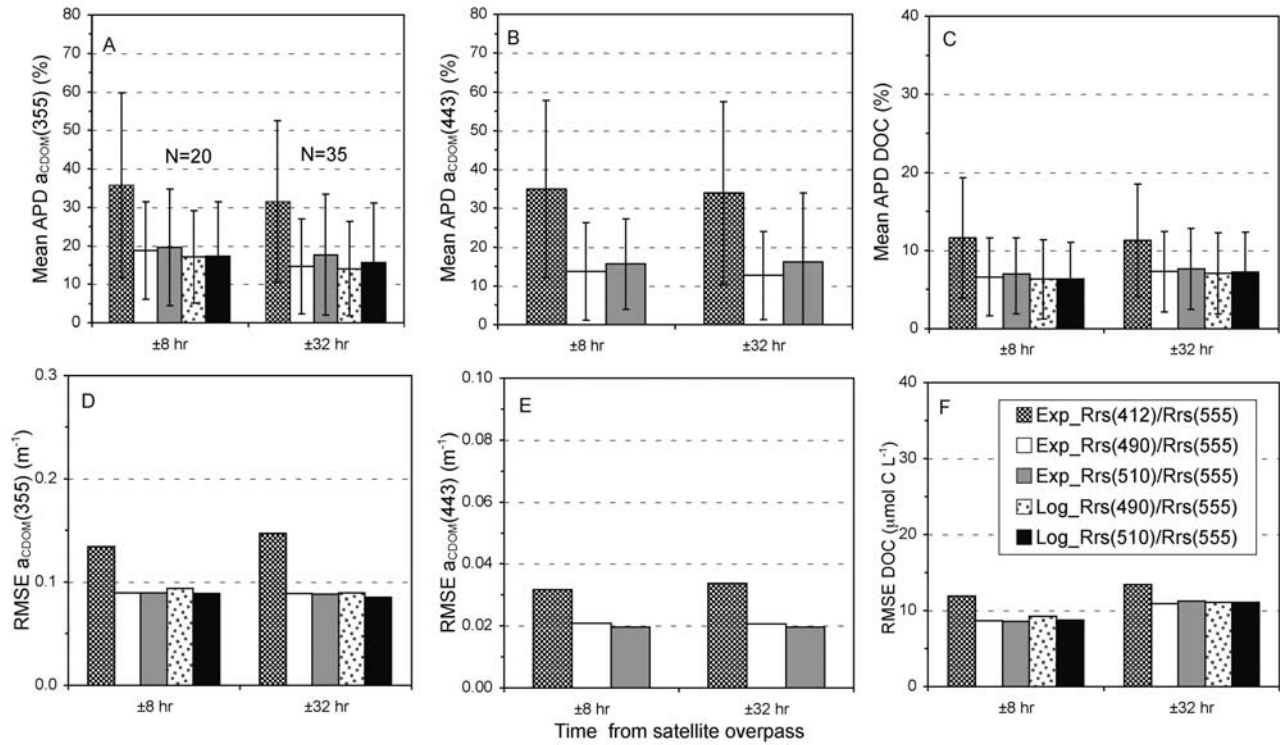 A
Mean APD aCDOM(355) (%)
80
70
60
50
40
30
20
10
0
N=20
N=35
±8 hr
±32 hr
B
Mean APD aCDOM(443) (%)
80
70
60
50
40
30
20
10
0
±8 hr
±32 hr
C
Mean APD DOC (%)
40
30
20
10
0
±8 hr
±32 hr
D
RMSE aCDOM(355) (m⁻¹)
0.3
0.2
0.1
0.0
±8 hr
±32 hr
E
RMSE aCDOM(443) (m⁻¹)
0.10
0.08
0.06
0.04
0.02
0.00
±8 hr
±32 hr
F
RMSE DOC (µmol C L⁻¹)
40
30
20
10
0
Exp_Rrs(412)/Rrs(555)
Exp_Rrs(490)/Rrs(555)
Exp_Rrs(510)/Rrs(555)
Log_Rrs(490)/Rrs(555)
Log_Rrs(510)/Rrs(555)
±8 hr
±32 hr
Time from satellite overpass